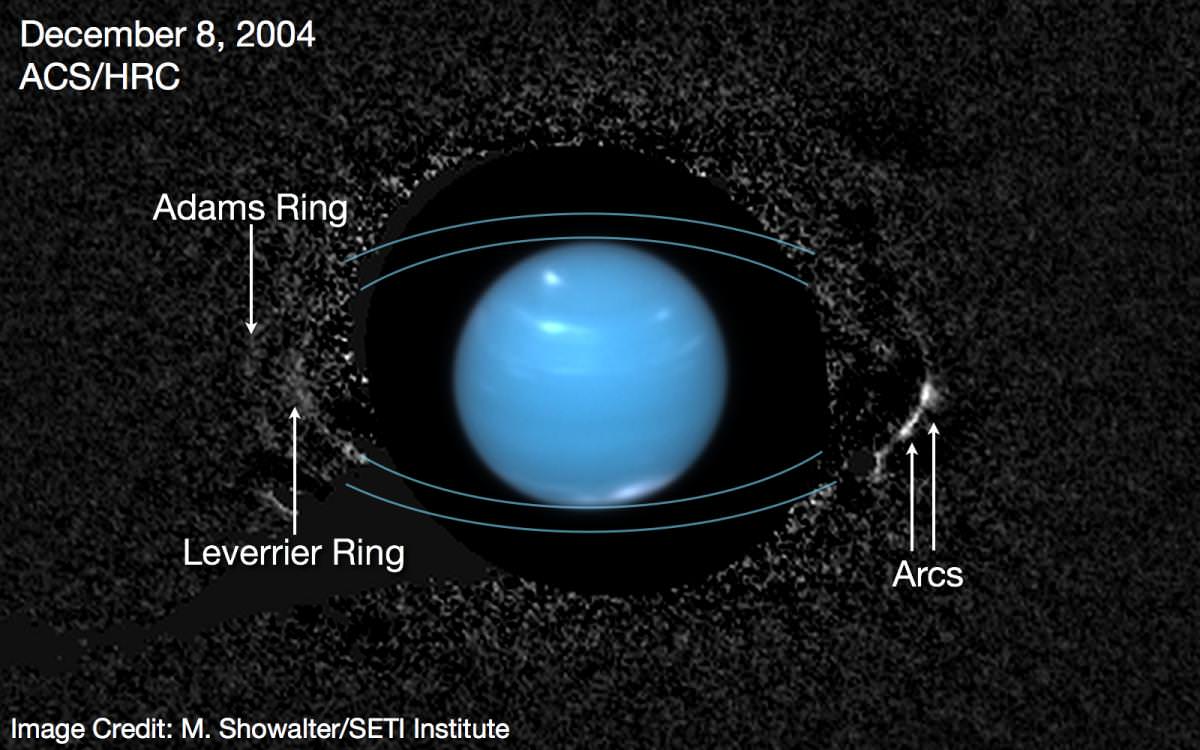 December 8, 2004
ACS/HRC
Adams Ring
Leverrier Ring
Arcs
Image Credit: M. Showalter/SETI Institute